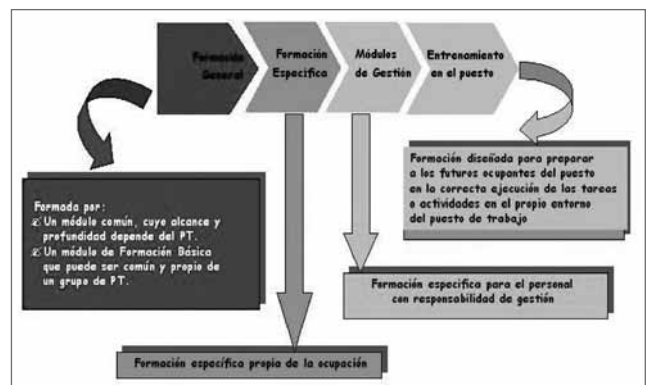 Formación
General
Formación
Específica
Módulos
de Gestión
Entrenamiento
en el puesto
Formada por:
Un módulo común, cuyo alcance y
profundidad depende del PT.
Un módulo de Formación Básica
que puede ser común y propio de
un grupo de PT.
Formación diseñada para preparar
a los futuros ocupantes del puesto
en la correcta ejecución de las tareas
o actividades en el propio entorno
del puesto de trabajo
Formación especifica para el personal
con responsabilidad de gestión
Formación específica propia de la ocupación